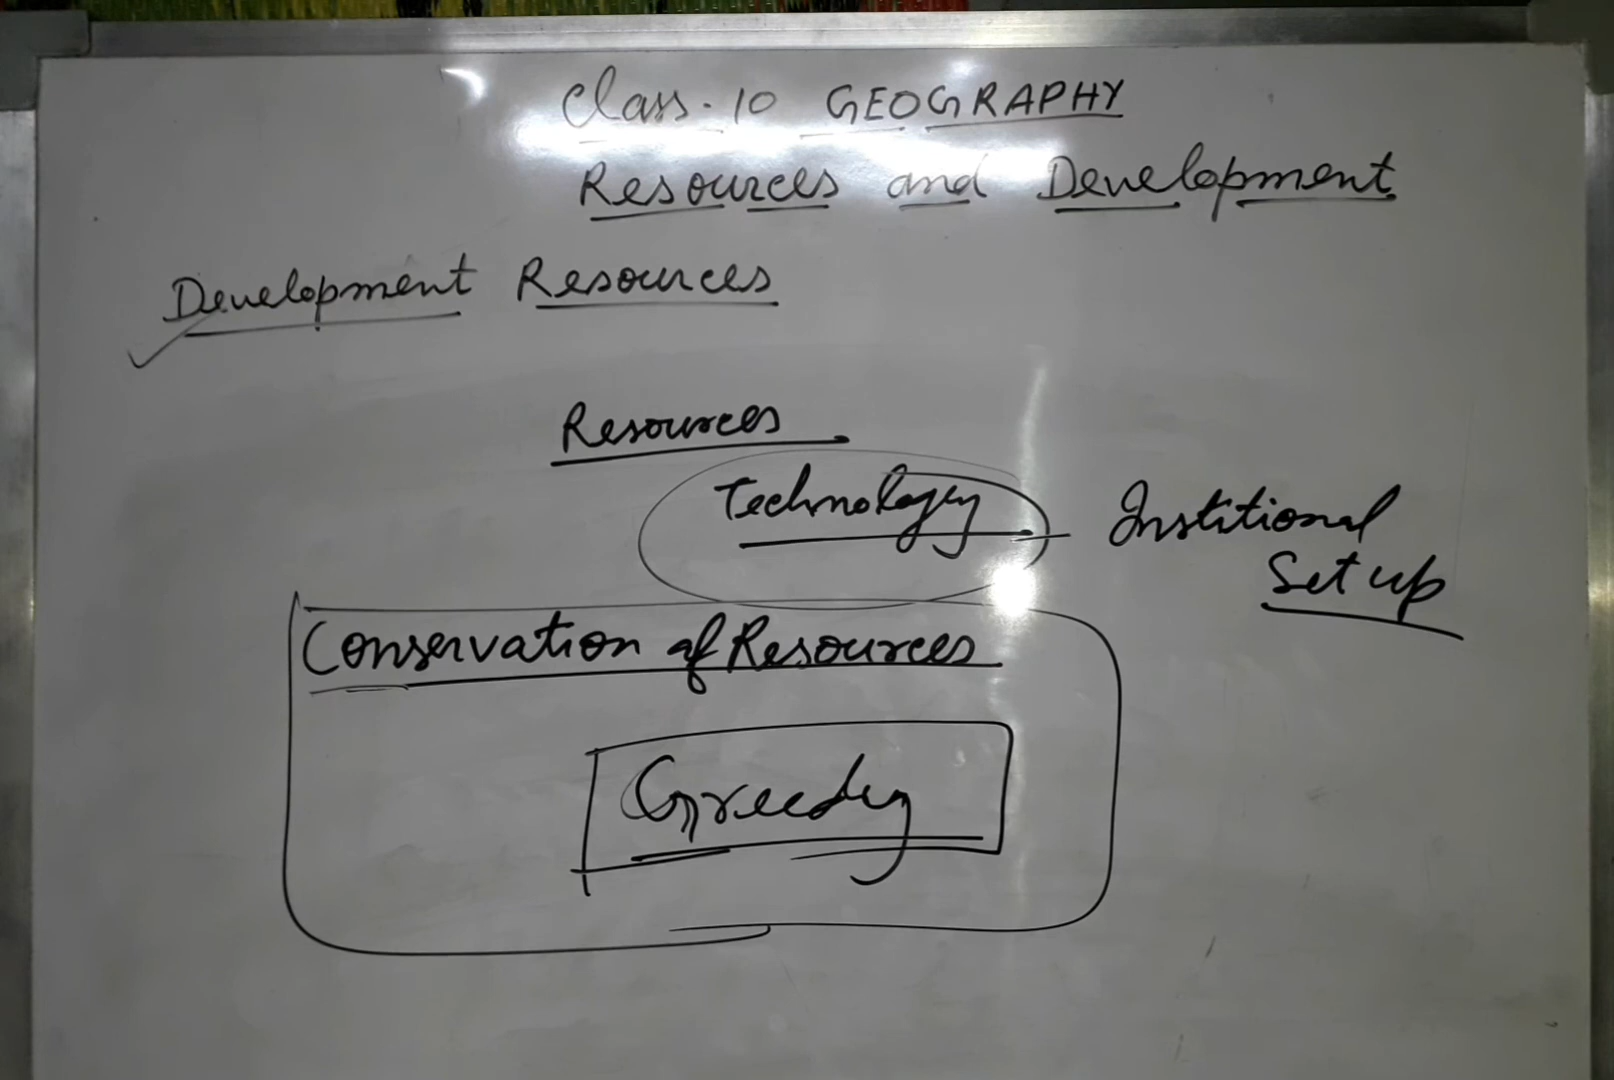 Class. 10 GEOGRAPHY
Resources and Development
Development Resources
Resources
Technology
Institional
Set up
Conservation of Resources
Greedy